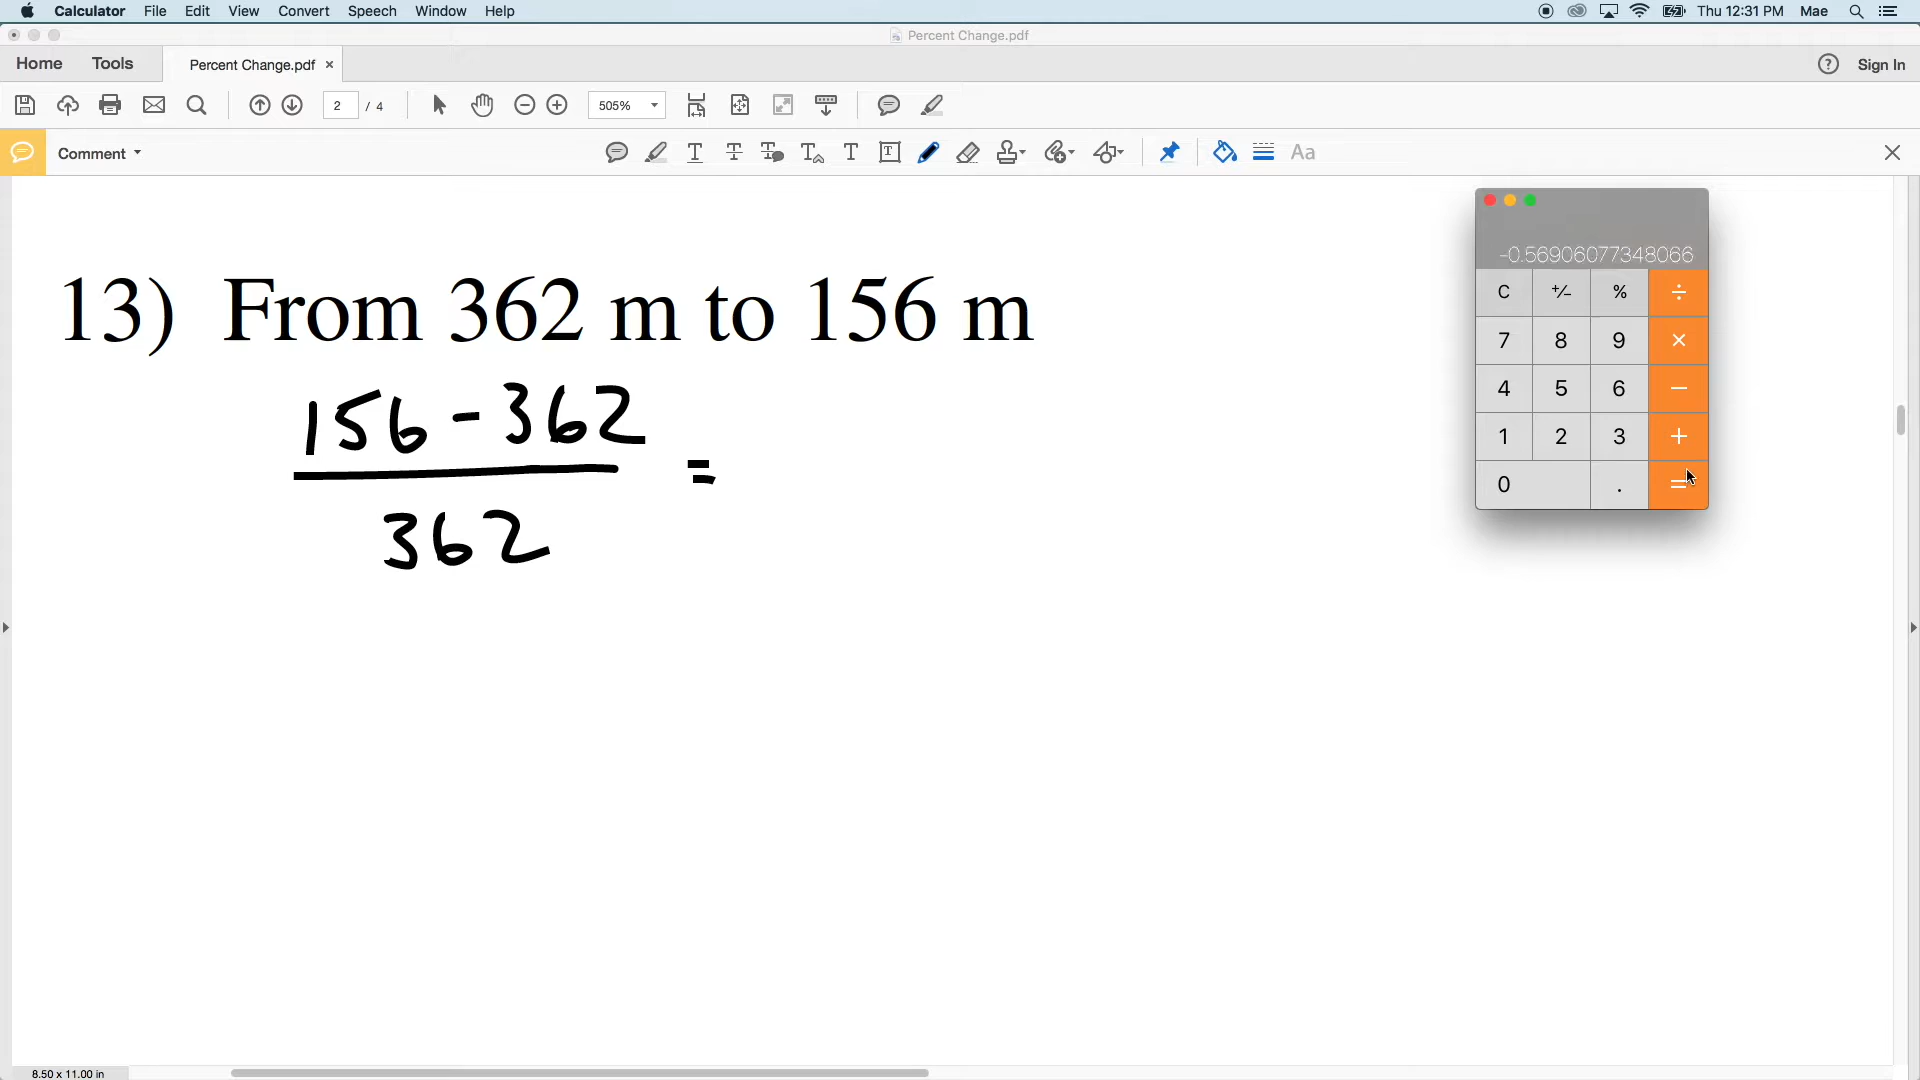 Calculator File Edit View Convert Speech Window Help Thu 12:31 PM Mae
Percent Change.pdf
Home Tools Percent Change.pdf × ? Sign In
2 / 4 505%
Comment T T T T T T Aa
13) From 362 m to 156 m
156 - 362
=
362
-0.56906077348066
C +/− % ÷
7 8 9 ×
4 5 6 −
1 2 3 +
0 . =
8.50 x 11.00 in